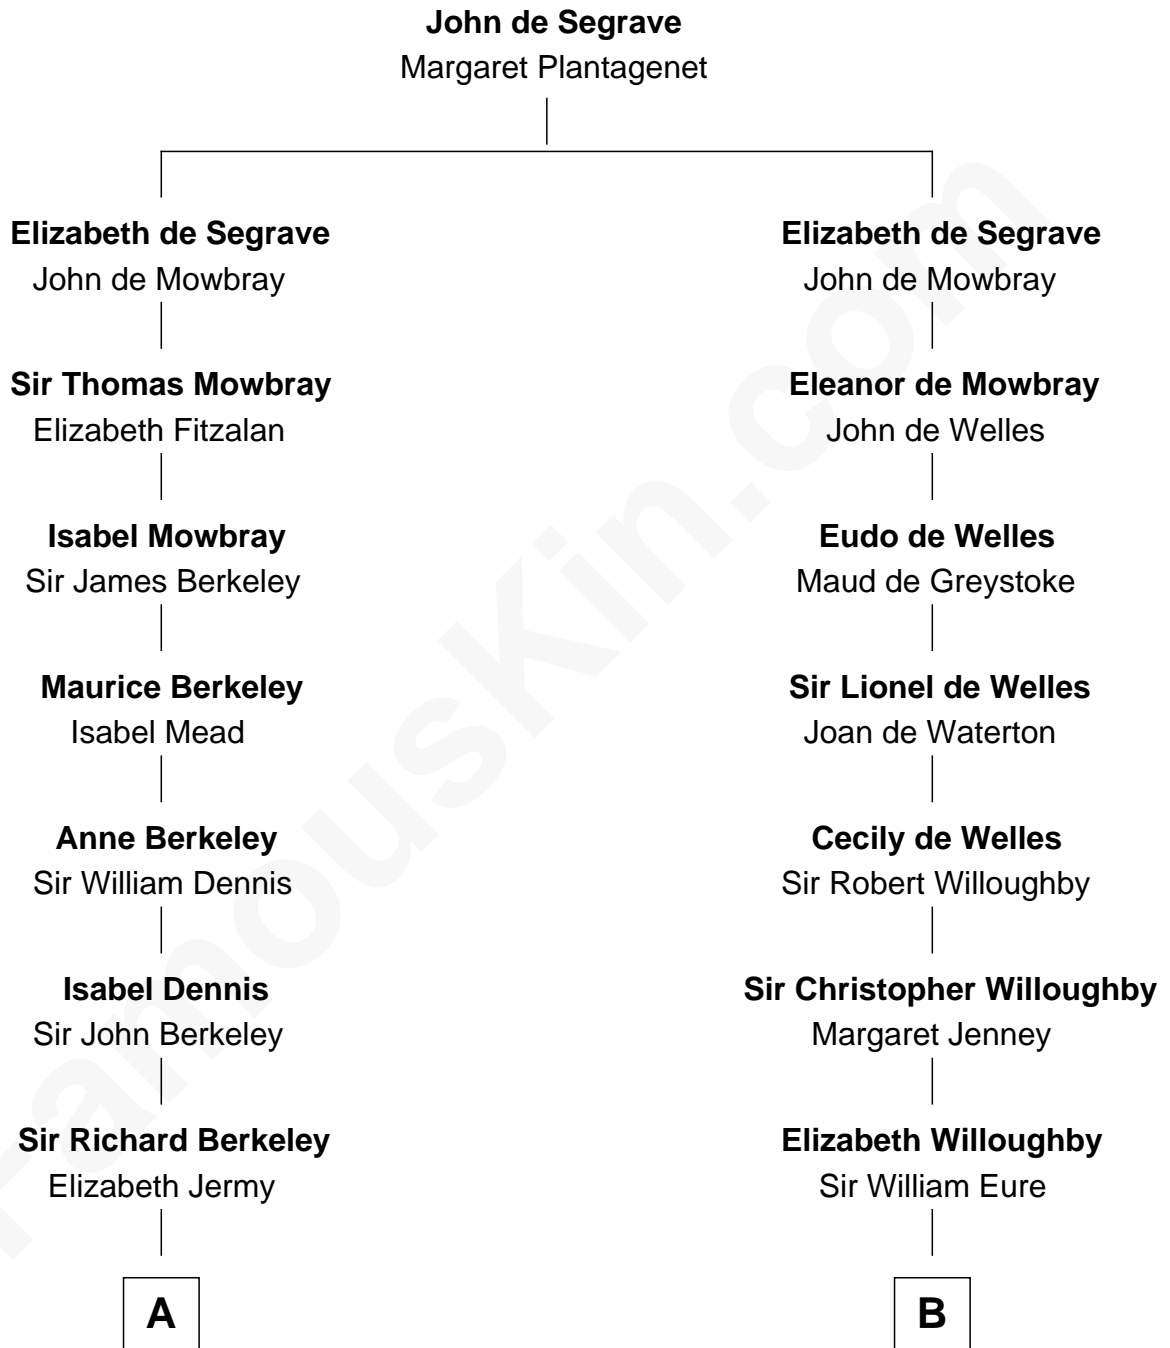 John de Segrave
Margaret Plantagenet
Elizabeth de Segrave
John de Mowbray
Sir Thomas Mowbray
Elizabeth Fitzalan
Isabel Mowbray
Sir James Berkeley
Maurice Berkeley
Isabel Mead
Anne Berkeley
Sir William Dennis
Isabel Dennis
Sir John Berkeley
Sir Richard Berkeley
Elizabeth Jermy
A
Elizabeth de Segrave
John de Mowbray
Eleanor de Mowbray
John de Welles
Eudo de Welles
Maud de Greystoke
Sir Lionel de Welles
Joan de Waterton
Cecily de Welles
Sir Robert Willoughby
Sir Christopher Willoughby
Margaret Jenney
Elizabeth Willoughby
Sir William Eure
B
FamousKin.com